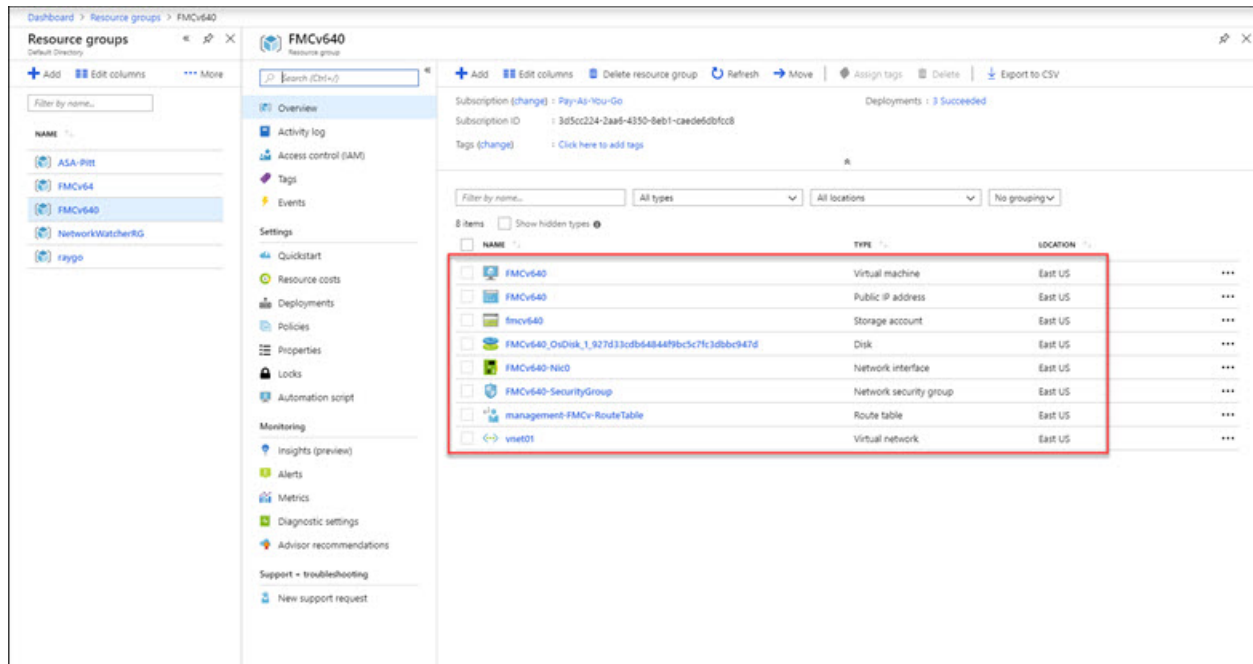 Dashboard > Resource groups > FMCv640
Resource groups
Default Directory
Add Edit columns ••• More
Filter by name...
NAME
ASA-Pitt
FMCv64
FMCv640
NetworkWatcherRG
raygo
FMCv640
Resource group
Search (Ctrl+/)
Overview
Activity log
Access control (IAM)
Tags
Events
Settings
Quickstart
Resource costs
Deployments
Policies
Properties
Locks
Automation script
Monitoring
Insights (preview)
Alerts
Metrics
Diagnostic settings
Advisor recommendations
Support + troubleshooting
New support request
Add Edit columns Delete resource group Refresh Move Assign tags Delete Export to CSV
Subscription (change) : Pay-As-You-Go Deployments : 3 Succeeded
Subscription ID : 3d5cc224-2aa6-4350-8eb1-caede6dbfcc8
Tags (change) : Click here to add tags
Filter by name... All types All locations No grouping
8 items Show hidden types
NAME TYPE LOCATION
FMCv640 Virtual machine East US •••
FMCv640 Public IP address East US •••
fmcv640 Storage account East US •••
FMCv640_OsDisk_1_927d33cdb64844f9bc5c7fc3dbbc947d Disk East US •••
FMCv640-Nic0 Network interface East US •••
FMCv640-SecurityGroup Network security group East US •••
management-FMCv-RouteTable Route table East US •••
vnet01 Virtual network East US •••